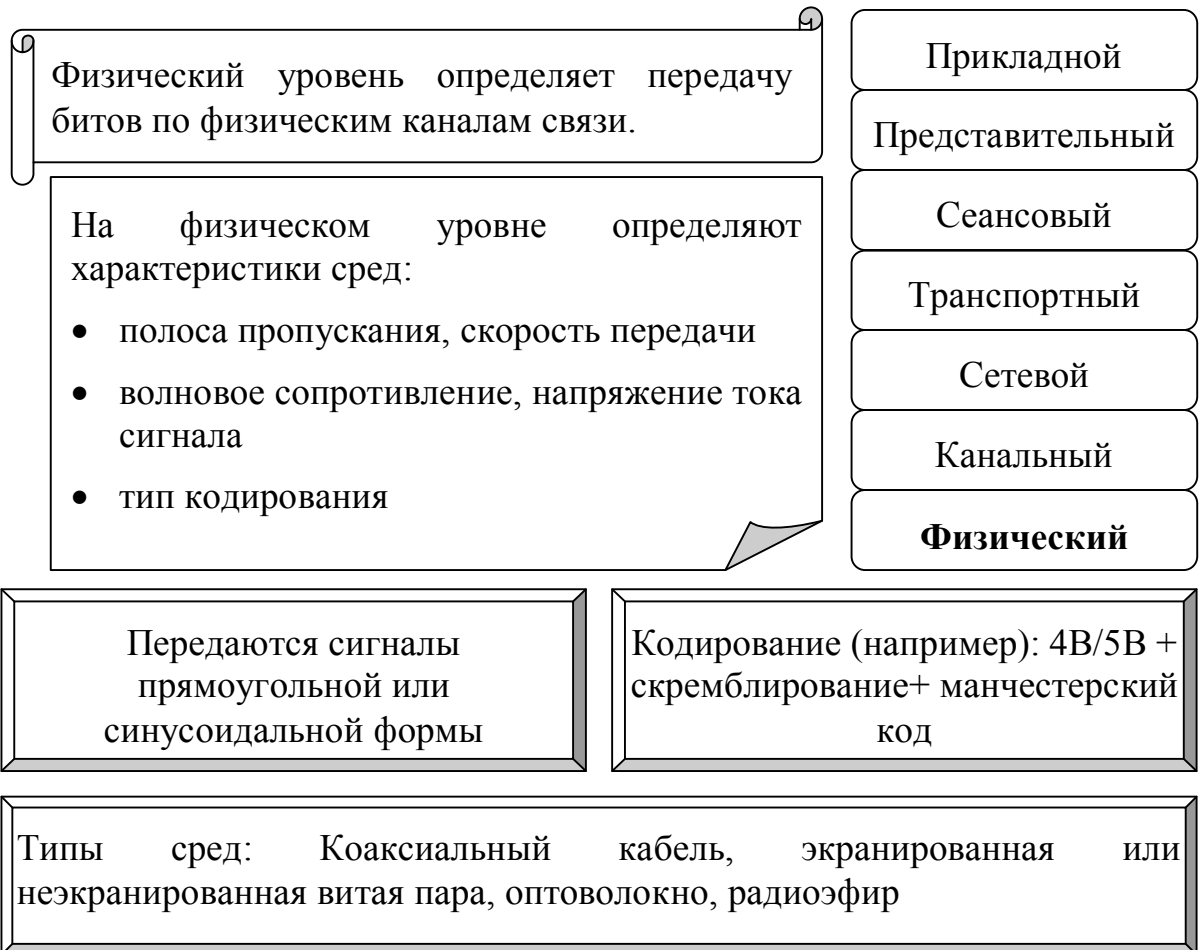 Физический уровень определяет передачу
битов по физическим каналам связи.
На физическом уровне определяют
характеристики сред:
• полоса пропускания, скорость передачи
• волновое сопротивление, напряжение тока
сигнала
• тип кодирования
Прикладной
Представительный
Сеансовый
Транспортный
Сетевой
Канальный
Физический
Передаются сигналы
прямоугольной или
синусоидальной формы
Кодирование (например): 4B/5B +
скремблирование+ манчестерский
код
Типы сред: Коаксиальный кабель, экранированная или
неэкранированная витая пара, оптоволокно, радиоэфир